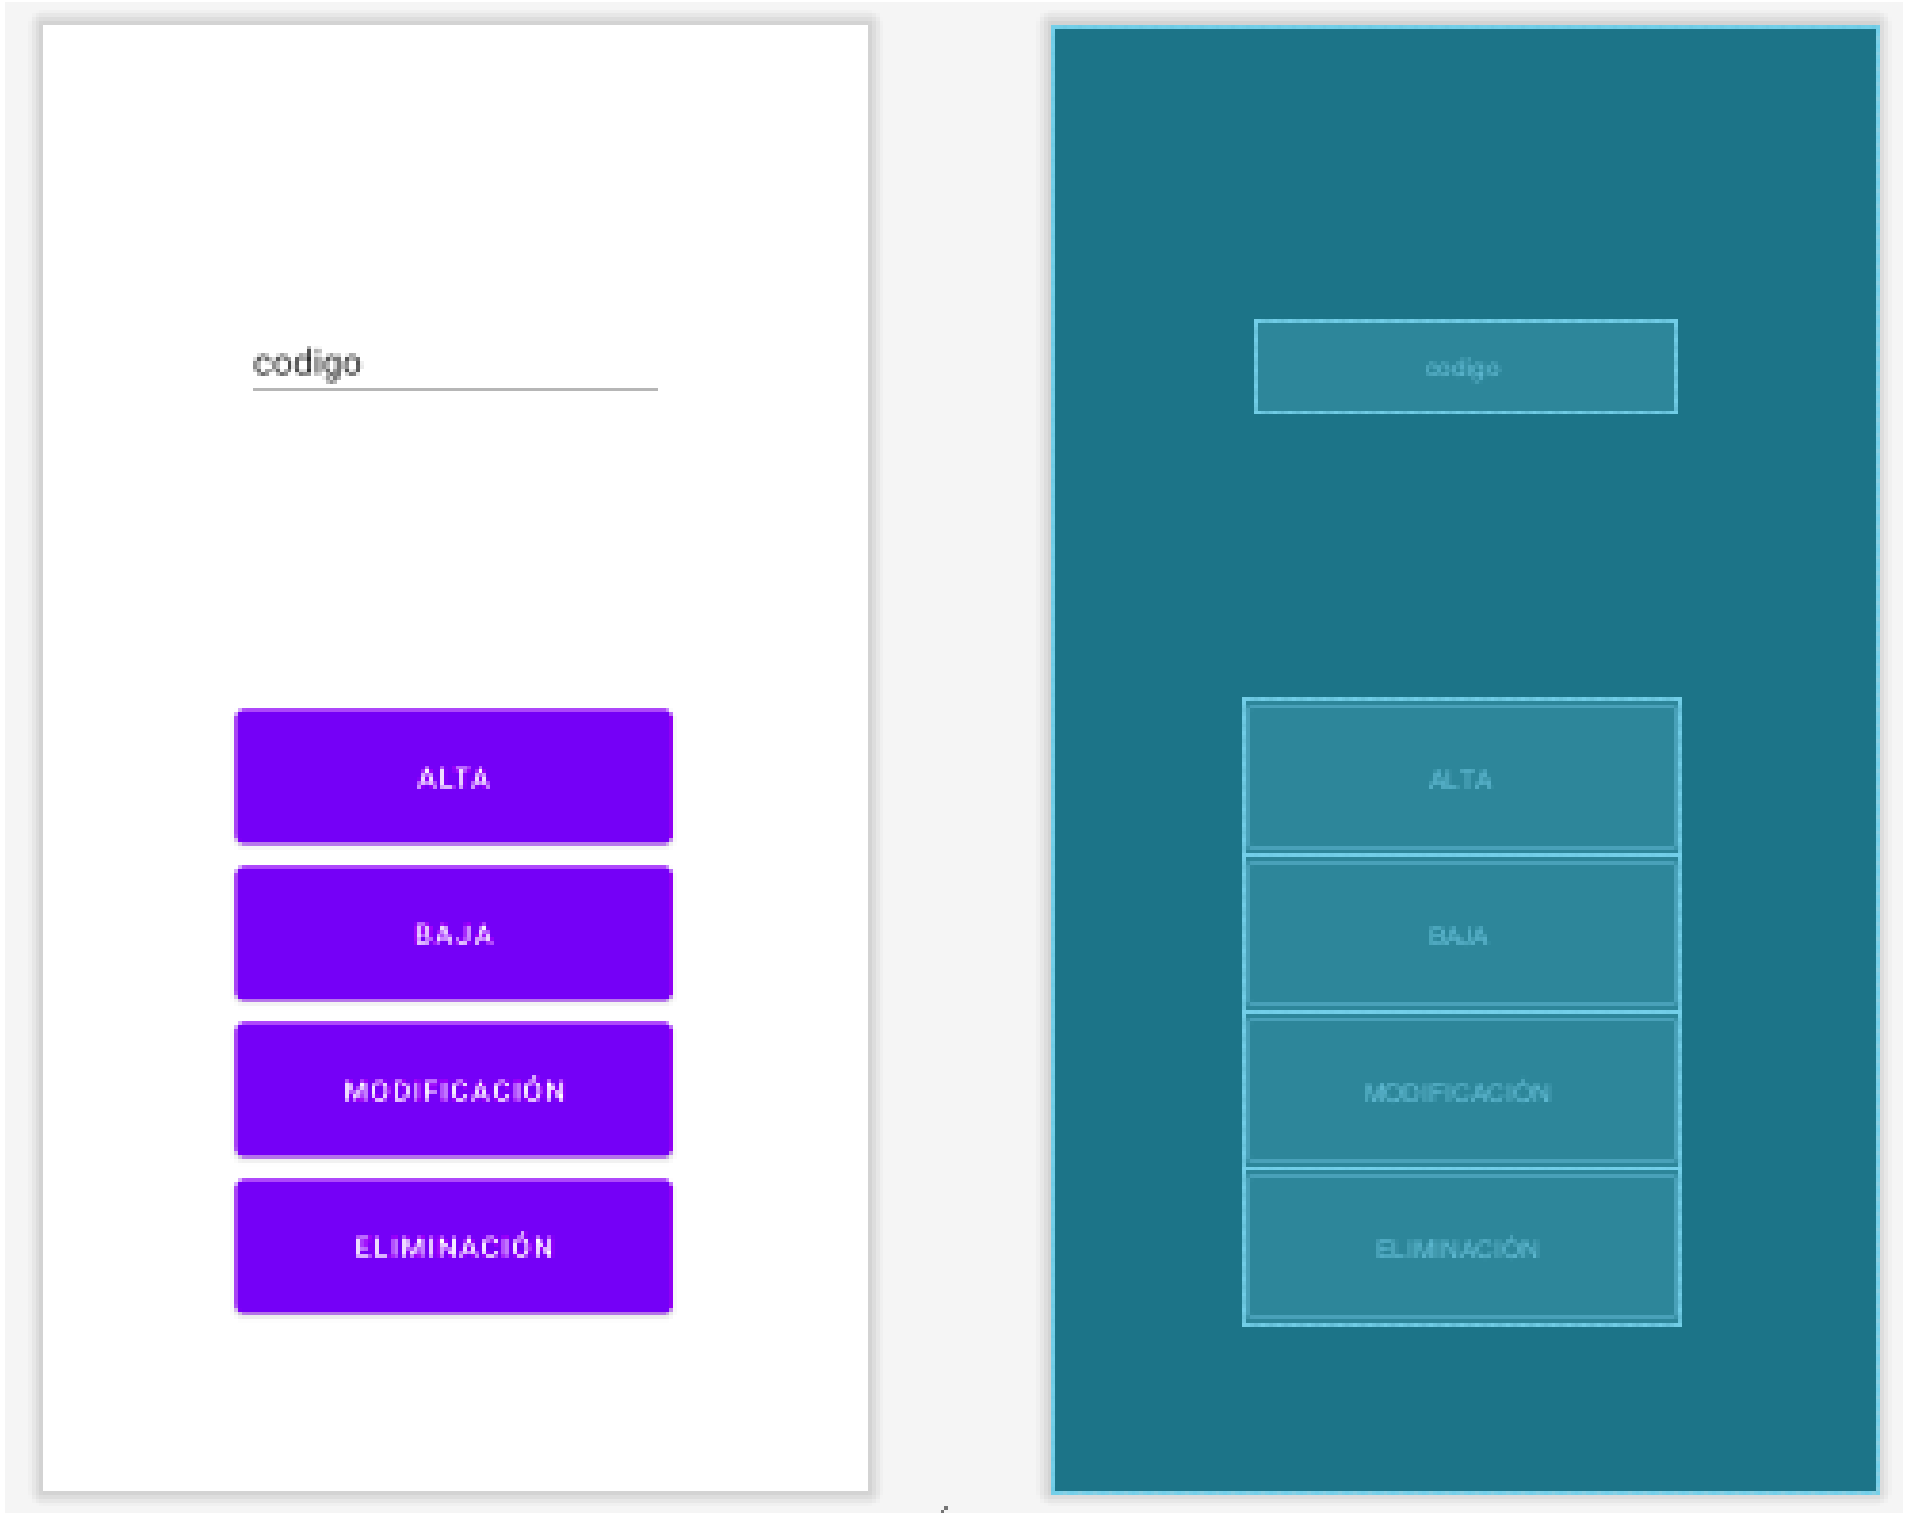 codigo
ALTA
BAJA
MODIFICACIÓN
ELIMINACIÓN
codigo
ALTA
BAJA
MODIFICACIÓN
ELIMINACIÓN